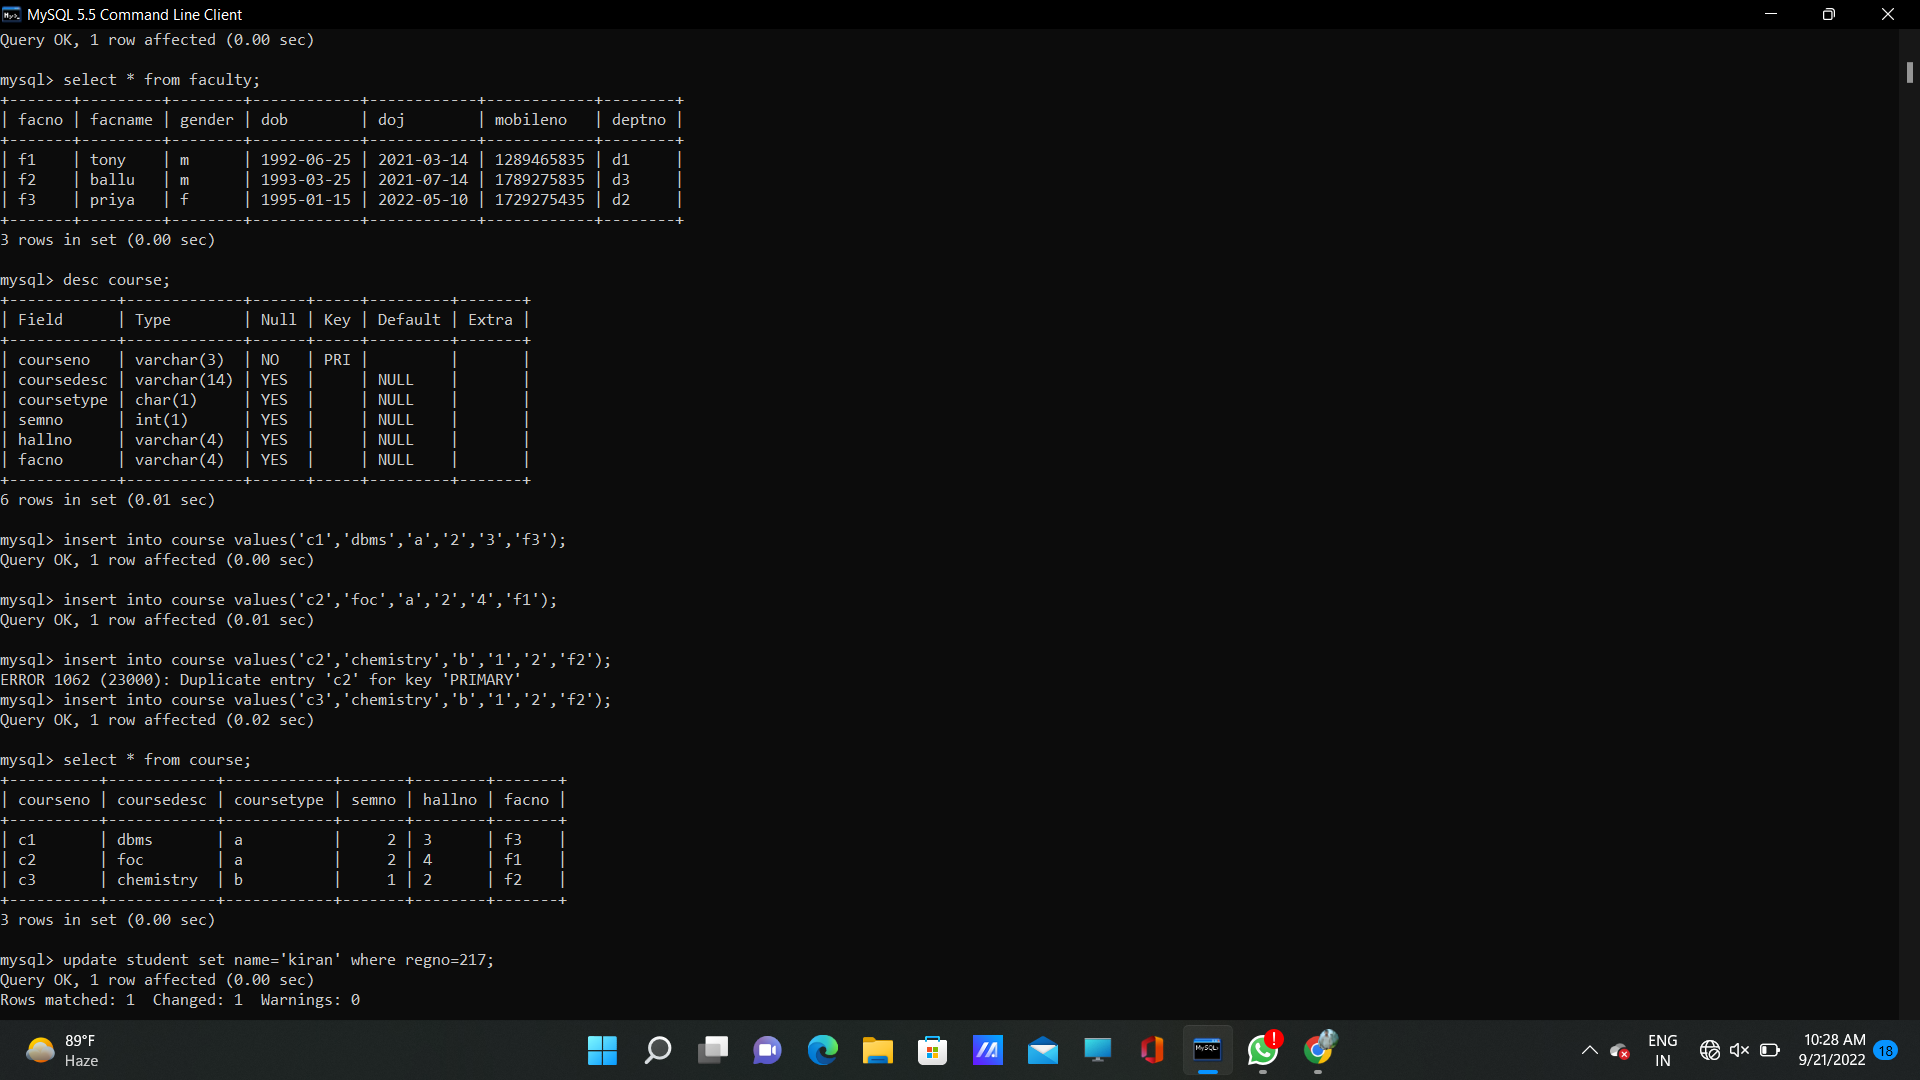 MySQL 5.5 Command Line Client
Query OK, 1 row affected (0.00 sec)
mysql> select * from faculty;
+-------+---------+--------+------------+------------+------------+--------+
| facno | facname | gender | dob        | doj        | mobileno   | deptno |
+-------+---------+--------+------------+------------+------------+--------+
| f1    | tony    | m      | 1992-06-25 | 2021-03-14 | 1289465835 | d1     |
| f2    | ballu   | m      | 1993-03-25 | 2021-07-14 | 1789275835 | d3     |
| f3    | priya   | f      | 1995-01-15 | 2022-05-10 | 1729275435 | d2     |
+-------+---------+--------+------------+------------+------------+--------+
3 rows in set (0.00 sec)
mysql> desc course;
+------------+-------------+------+-----+---------+-------+
| Field      | Type        | Null | Key | Default | Extra |
+------------+-------------+------+-----+---------+-------+
| courseno   | varchar(3)  | NO   | PRI |         |       |
| coursedesc | varchar(14) | YES  |     | NULL    |       |
| coursetype | char(1)     | YES  |     | NULL    |       |
| semno      | int(1)      | YES  |     | NULL    |       |
| hallno     | varchar(4)  | YES  |     | NULL    |       |
| facno      | varchar(4)  | YES  |     | NULL    |       |
+------------+-------------+------+-----+---------+-------+
6 rows in set (0.01 sec)
mysql> insert into course values('c1','dbms','a','2','3','f3');
Query OK, 1 row affected (0.00 sec)
mysql> insert into course values('c2','foc','a','2','4','f1');
Query OK, 1 row affected (0.01 sec)
mysql> insert into course values('c2','chemistry','b','1','2','f2');
ERROR 1062 (23000): Duplicate entry 'c2' for key 'PRIMARY'
mysql> insert into course values('c3','chemistry','b','1','2','f2');
Query OK, 1 row affected (0.02 sec)
mysql> select * from course;
+----------+------------+------------+-------+--------+-------+
| courseno | coursedesc | coursetype | semno | hallno | facno |
+----------+------------+------------+-------+--------+-------+
| c1       | dbms       | a          |     2 | 3      | f3    |
| c2       | foc        | a          |     2 | 4      | f1    |
| c3       | chemistry  | b          |     1 | 2      | f2    |
+----------+------------+------------+-------+--------+-------+
3 rows in set (0.00 sec)
mysql> update student set name='kiran' where regno=217;
Query OK, 1 row affected (0.00 sec)
Rows matched: 1  Changed: 1  Warnings: 0
89°F
Haze
MySQL>
ENG
IN
10:28 AM
9/21/2022
18